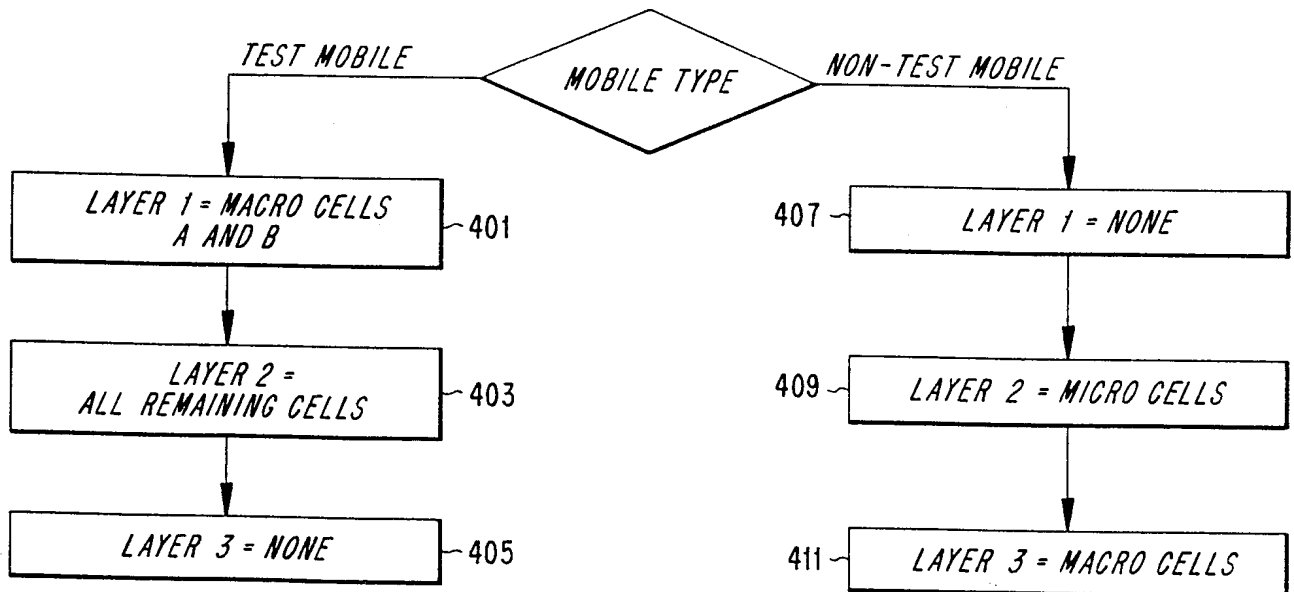 MOBILE TYPE
TEST MOBILE
NON-TEST MOBILE
LAYER 1 = MACRO CELLS
A AND B
401
LAYER 2 =
ALL REMAINING CELLS
403
LAYER 3 = NONE
405
407
LAYER 1 = NONE
409
LAYER 2 = MICRO CELLS
411
LAYER 3 = MACRO CELLS